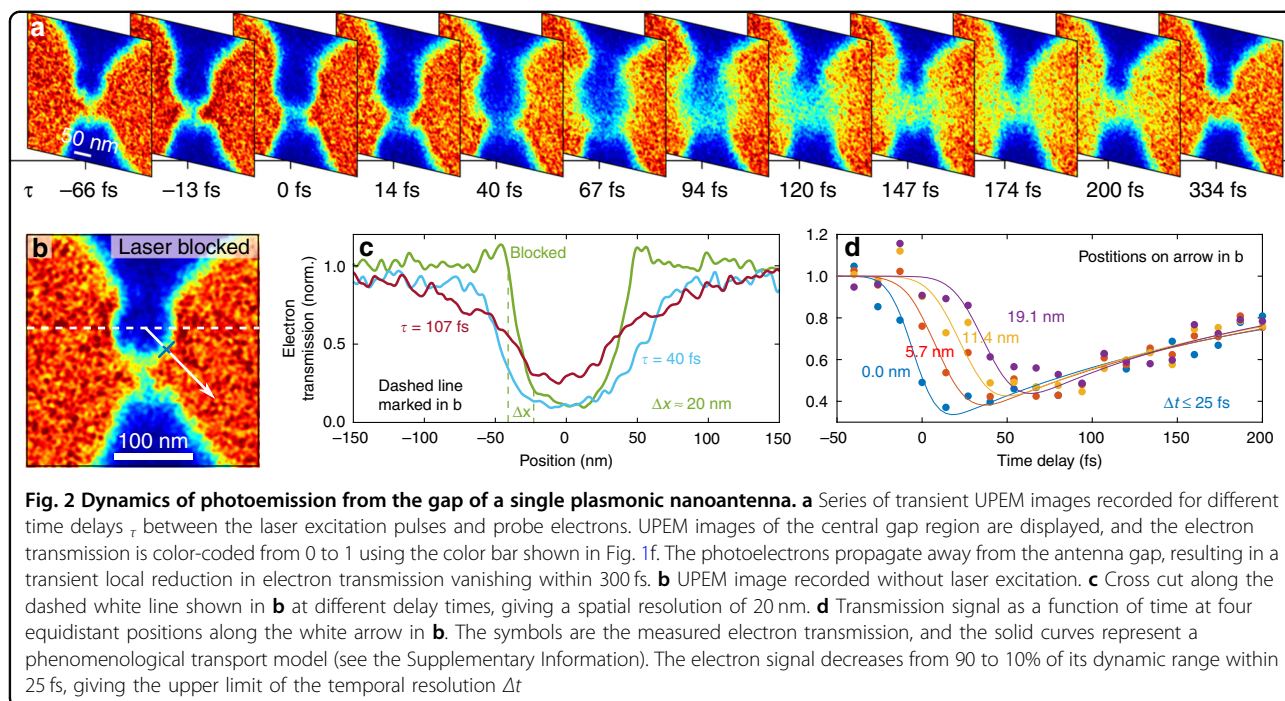 a
50 nm
τ –66 fs –13 fs 0 fs 14 fs 40 fs 67 fs 94 fs 120 fs 147 fs 174 fs 200 fs 334 fs
b
Laser blocked
100 nm
c
Blocked
1.0
0.5
0.0
Electron
transmission (norm.)
τ = 107 fs
τ = 40 fs
Dashed line
marked in b
Δx
Δx ≈ 20 nm
–150 –100 –50 0 50 100 150
Position (nm)
d
1.2
1.0
0.8
0.6
0.4
Postitions on arrow in b
19.1 nm
11.4 nm
5.7 nm
0.0 nm
Δt ≤ 25 fs
–50 0 50 100 150 200
Time delay (fs)
Fig. 2 Dynamics of photoemission from the gap of a single plasmonic nanoantenna. a Series of transient UPEM images recorded for different
time delays τ between the laser excitation pulses and probe electrons. UPEM images of the central gap region are displayed, and the electron
transmission is color-coded from 0 to 1 using the color bar shown in Fig. 1f. The photoelectrons propagate away from the antenna gap, resulting in a
transient local reduction in electron transmission vanishing within 300 fs. b UPEM image recorded without laser excitation. c Cross cut along the
dashed white line shown in b at different delay times, giving a spatial resolution of 20 nm. d Transmission signal as a function of time at four
equidistant positions along the white arrow in b. The symbols are the measured electron transmission, and the solid curves represent a
phenomenological transport model (see the Supplementary Information). The electron signal decreases from 90 to 10% of its dynamic range within
25 fs, giving the upper limit of the temporal resolution Δt